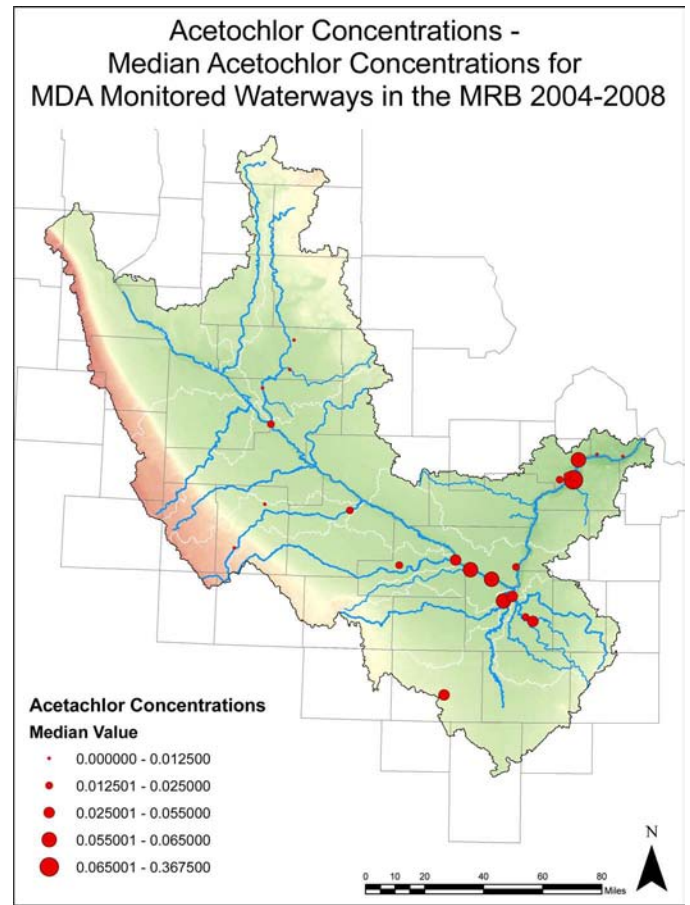 Acetochlor Concentrations -
Median Acetochlor Concentrations for
MDA Monitored Waterways in the MRB 2004-2008
Acetachlor Concentrations
Median Value
0.000000 - 0.012500
0.012501 - 0.025000
0.025001 - 0.055000
0.055001 - 0.065000
0.065001 - 0.367500
N
0 10 20 40 60 80
Miles